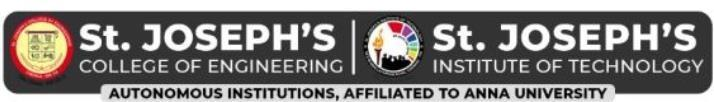 St. JOSEPH'S
COLLEGE OF ENGINEERING
St. JOSEPH'S
INSTITUTE OF TECHNOLOGY
AUTONOMOUS INSTITUTIONS, AFFILIATED TO ANNA UNIVERSITY